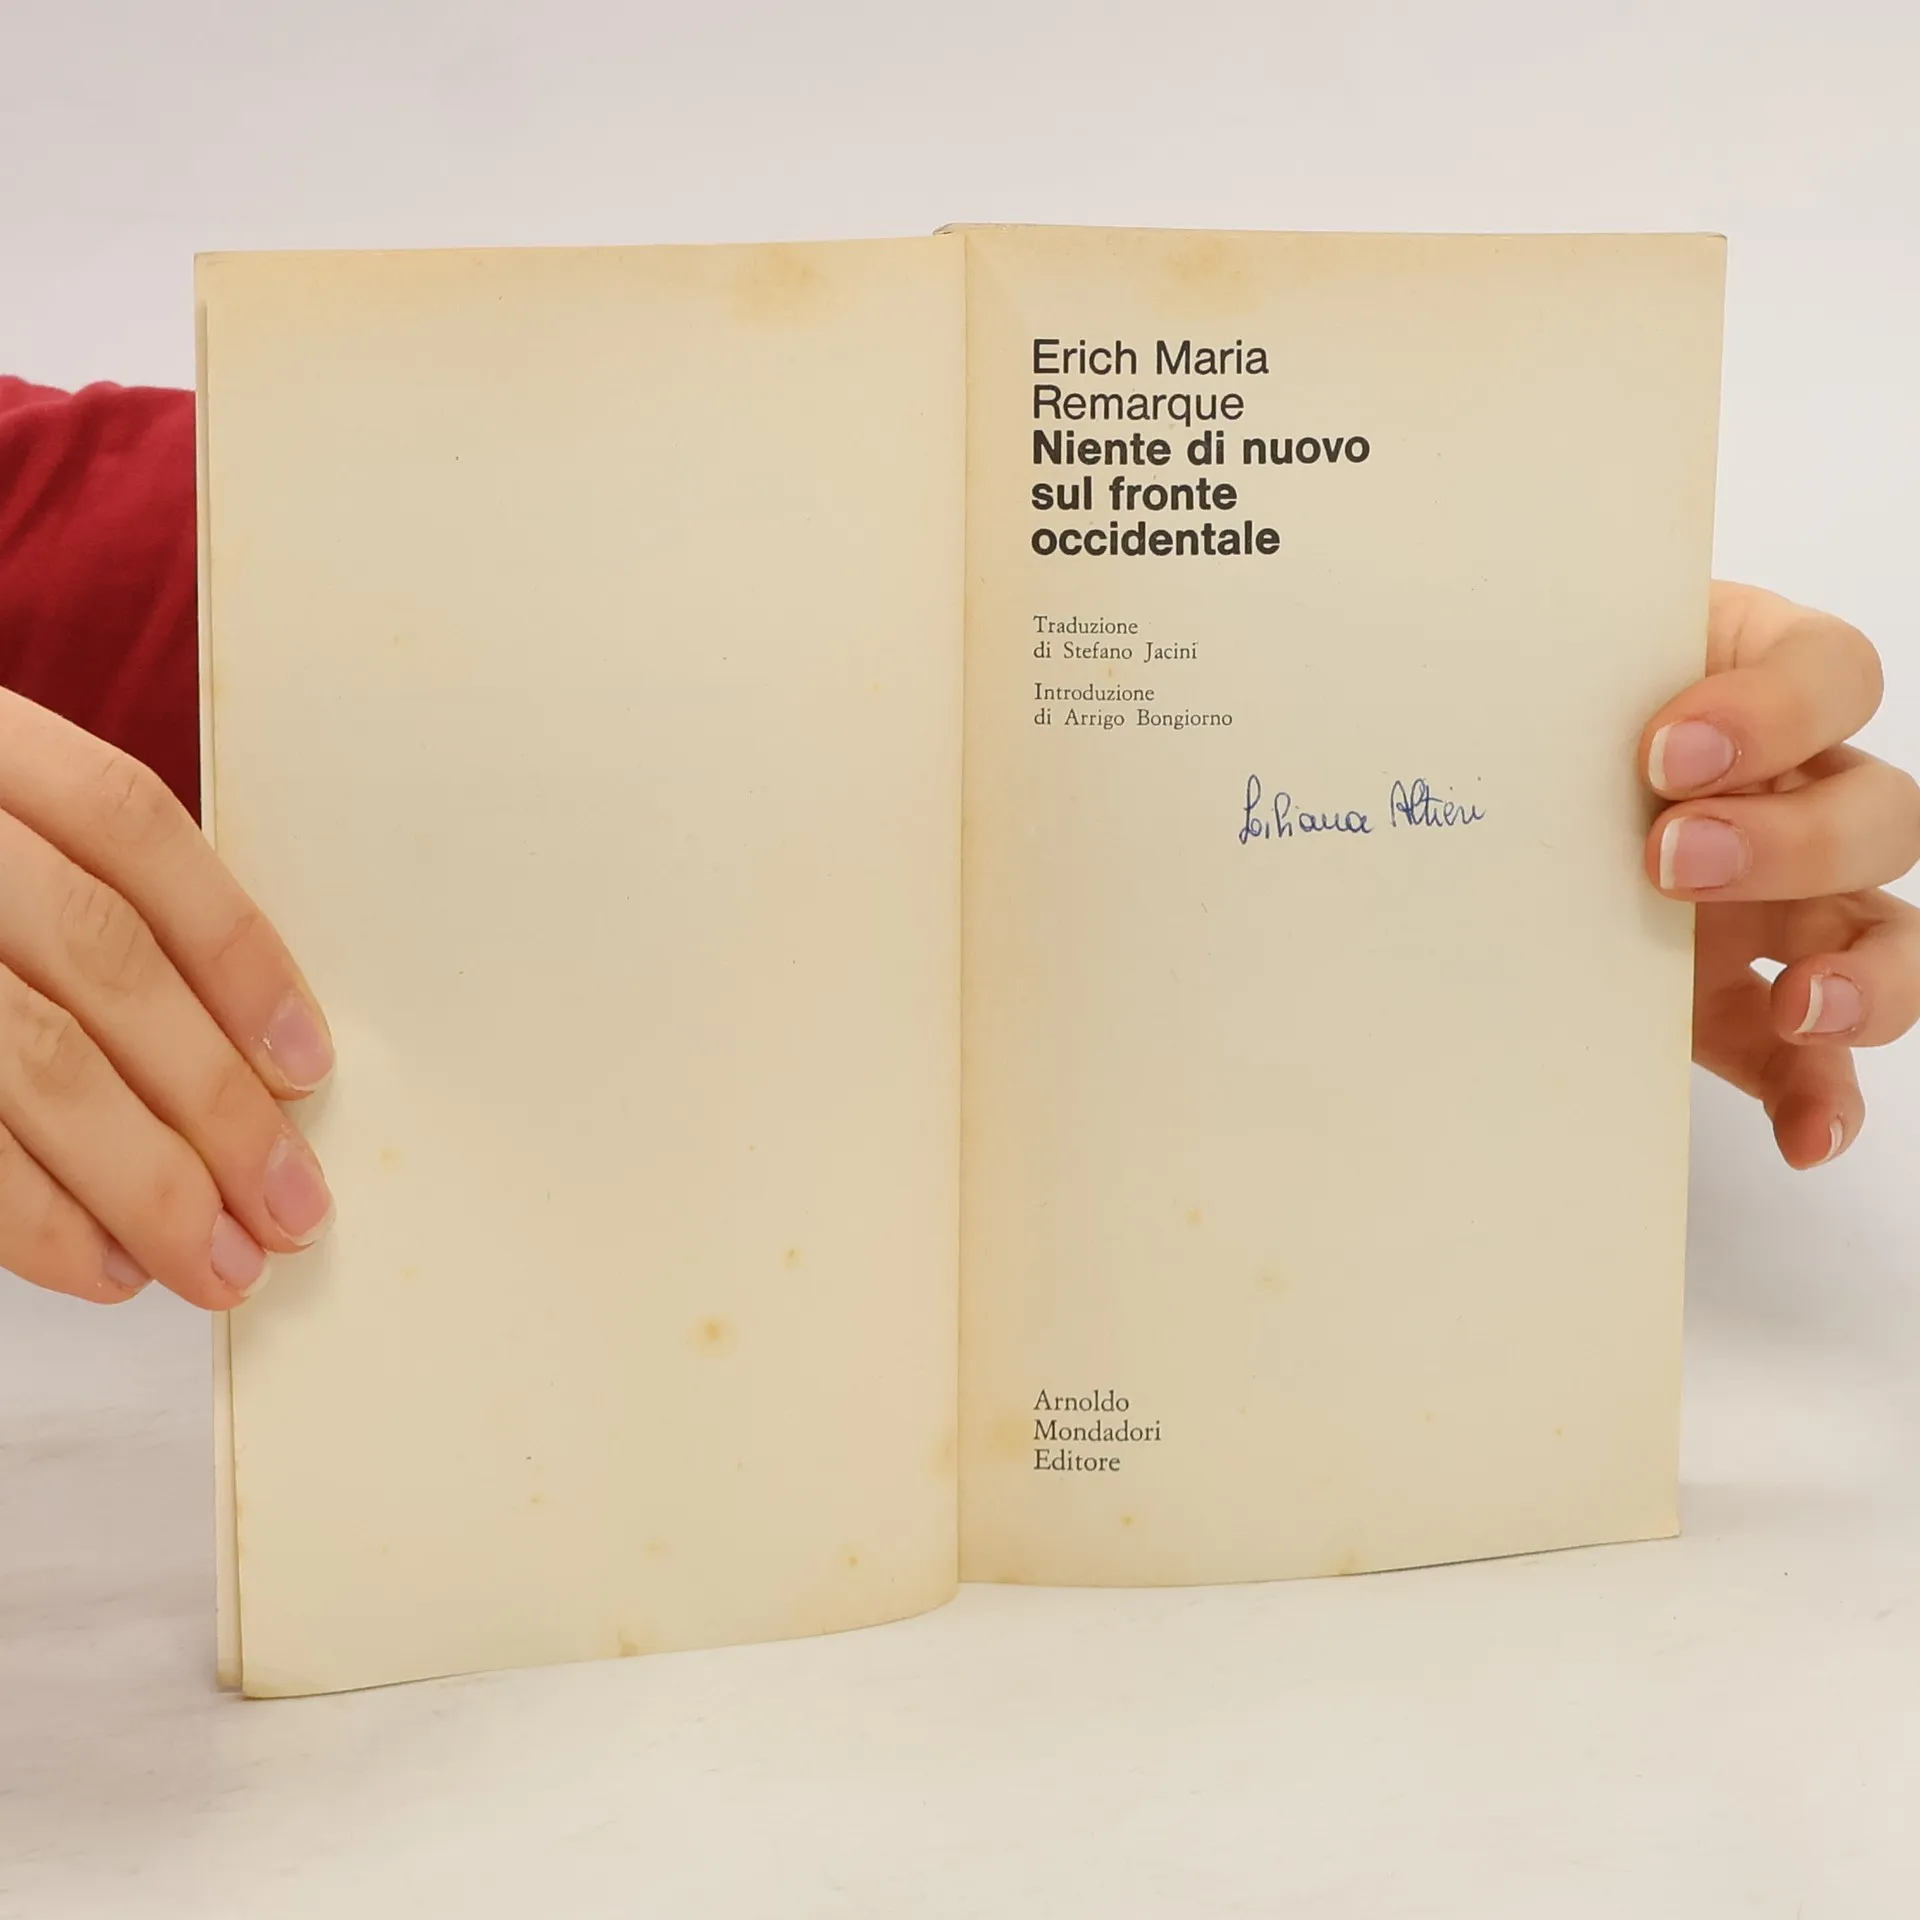 Erich Maria
Remarque
Niente di nuovo
sul fronte
occidentale
Traduzione
di Stefano Jacini
Introduzione
di Arrigo Bongiorno
Liliana Altieri
Arnoldo
Mondadori
Editore